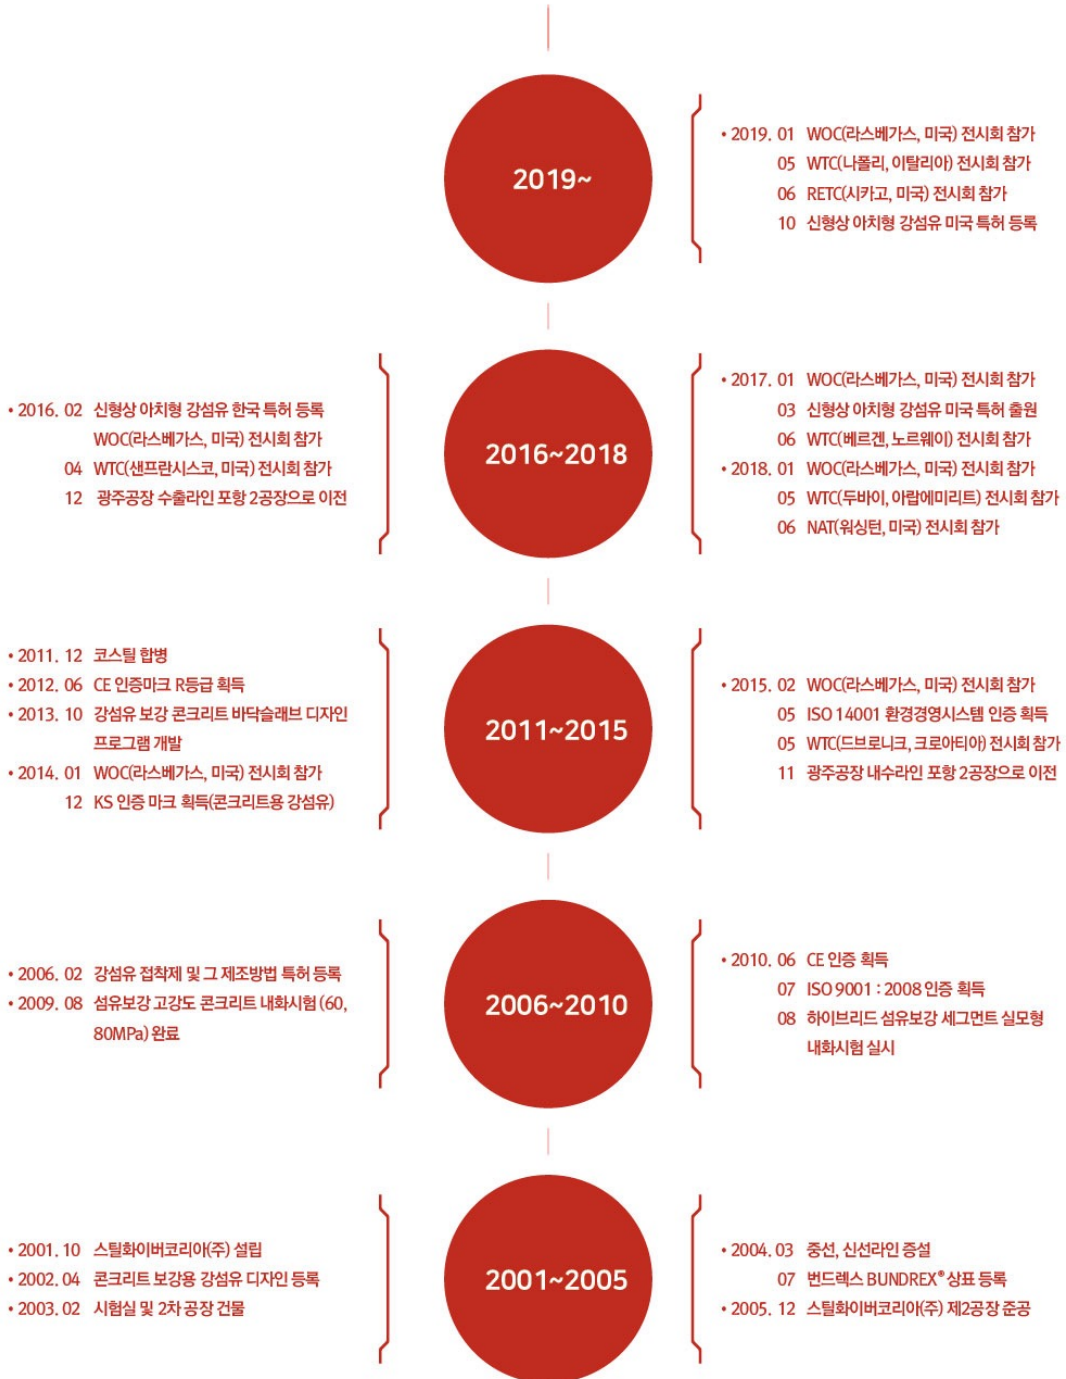 2019~
• 2019. 01 WOC(라스베가스, 미국) 전시회 참가
05 WTC(나폴리, 이탈리아) 전시회 참가
06 RETC(시카고, 미국) 전시회 참가
10 신형상 아치형 강섬유 미국 특허 등록
• 2016. 02 신형상 아치형 강섬유 한국 특허 등록
WOC(라스베가스, 미국) 전시회 참가
04 WTC(샌프란시스코, 미국) 전시회 참가
12 광주공장 수출라인 포항 2공장으로 이전
2016~2018
• 2017. 01 WOC(라스베가스, 미국) 전시회 참가
03 신형상 아치형 강섬유 미국 특허 출원
06 WTC(베르겐, 노르웨이) 전시회 참가
• 2018. 01 WOC(라스베가스, 미국) 전시회 참가
05 WTC(두바이, 아랍에미리트) 전시회 참가
06 NAT(워싱턴, 미국) 전시회 참가
• 2011. 12 코스틸 합병
• 2012. 06 CE 인증마크 R등급 획득
• 2013. 10 강섬유 보강 콘크리트 바닥슬래브 디자인
프로그램 개발
• 2014. 01 WOC(라스베가스, 미국) 전시회 참가
12 KS 인증 마크 획득(콘크리트용 강섬유)
2011~2015
• 2015. 02 WOC(라스베가스, 미국) 전시회 참가
05 ISO 14001 환경경영시스템 인증 획득
05 WTC(드브로니크, 크로아티아) 전시회 참가
11 광주공장 내수라인 포항 2공장으로 이전
• 2006. 02 강섬유 접착제 및 그 제조방법 특허 등록
• 2009. 08 섬유보강 고강도 콘크리트 내화시험 (60,
80MPa) 완료
2006~2010
• 2010. 06 CE 인증 획득
07 ISO 9001 : 2008 인증 획득
08 하이브리드 섬유보강 세그먼트 실모형
내화시험 실시
• 2001. 10 스틸화이버코리아(주) 설립
• 2002. 04 콘크리트 보강용 강섬유 디자인 등록
• 2003. 02 시험실 및 2차 공장 건물
2001~2005
• 2004. 03 중선, 신선라인 증설
07 번드렉스 BUNDREX® 상표 등록
• 2005. 12 스틸화이버코리아(주) 제2공장 준공